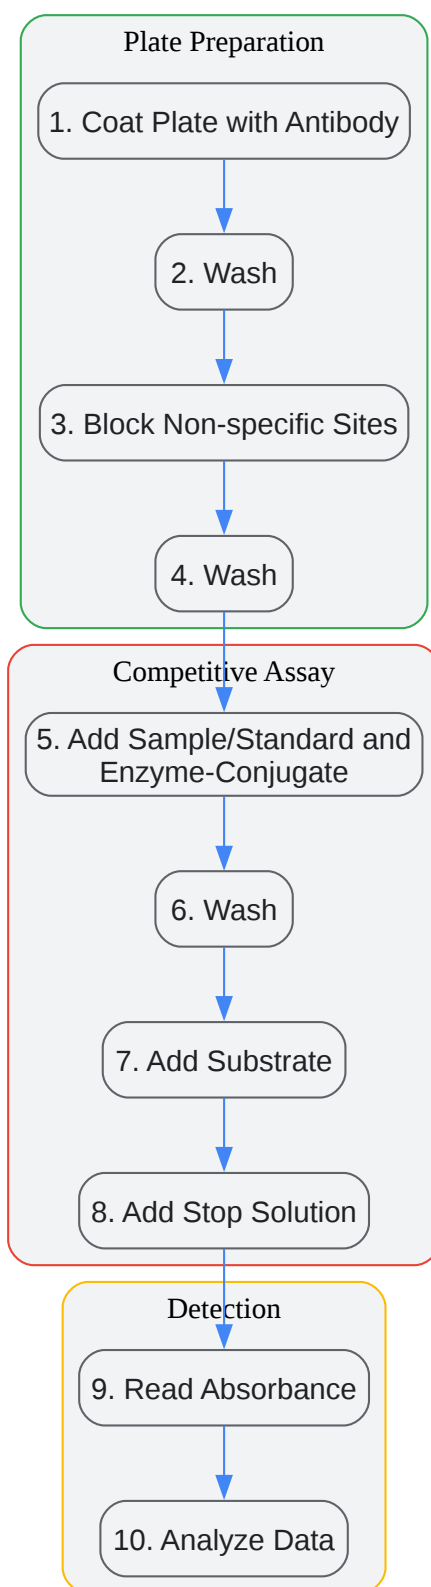 Plate Preparation
1. Coat Plate with Antibody
2. Wash
3. Block Non-specific Sites
4. Wash
Competitive Assay
5. Add Sample/Standard and
Enzyme-Conjugate
6. Wash
7. Add Substrate
8. Add Stop Solution
Detection
9. Read Absorbance
10. Analyze Data